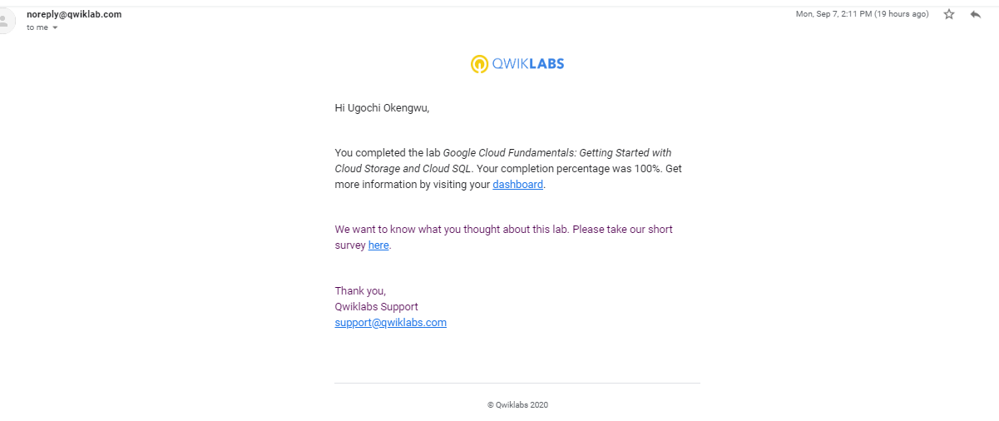 noreply@qwiklab.com
Mon, Sep 7, 2:11 PM (19 hours ago)
to me
QWIKLABS
Hi Ugochi Okengwu,
You completed the lab Google Cloud Fundamentals: Getting Started with
Cloud Storage and Cloud SQL. Your completion percentage was 100%. Get
more information by visiting your dashboard.
We want to know what you thought about this lab. Please take our short
survey here.
Thank you,
Qwiklabs Support
support@qwiklabs.com
© Qwiklabs 2020